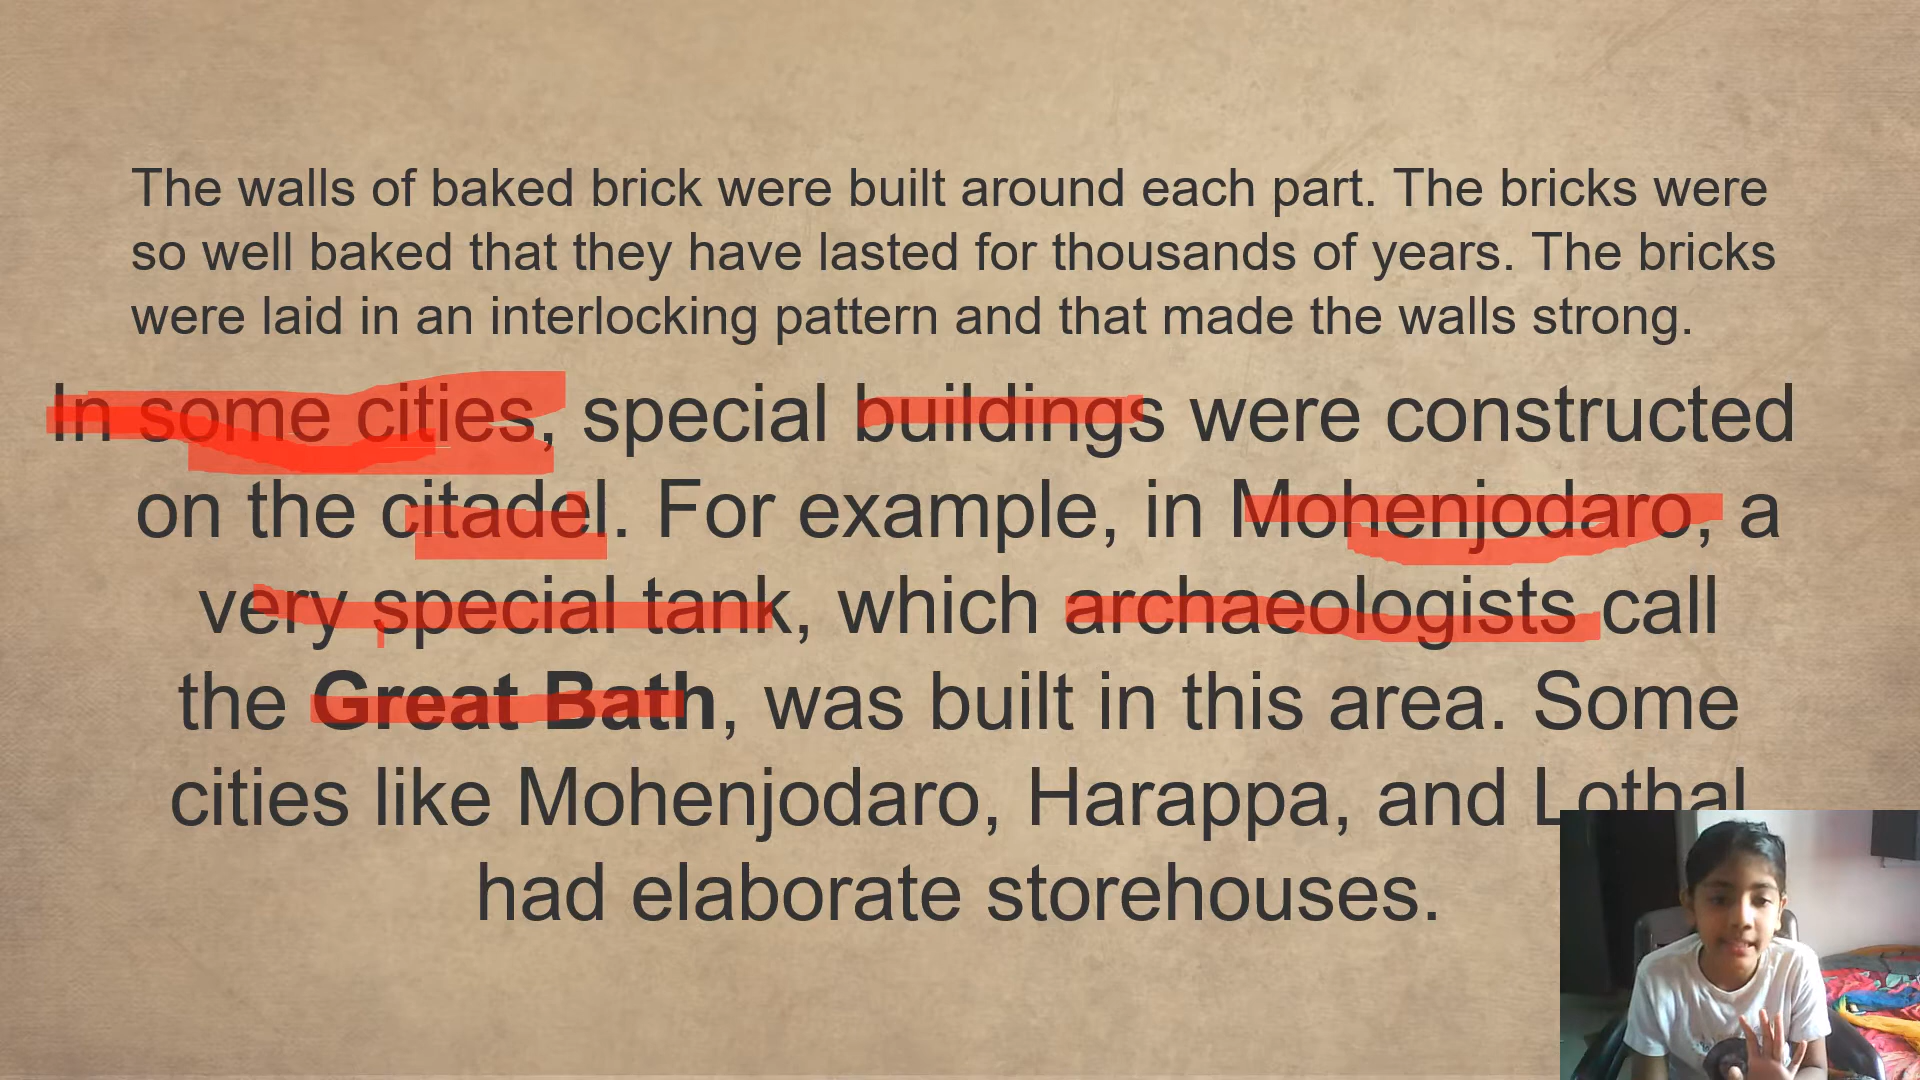 The walls of baked brick were built around each part. The bricks were
so well baked that they have lasted for thousands of years. The bricks
were laid in an interlocking pattern and that made the walls strong.
In some cities, special buildings were constructed
on the citadel. For example, in Mohenjodaro, a
very special tank, which archaeologists call
the Great Bath, was built in this area. Some
cities like Mohenjodaro, Harappa, and Lothal
had elaborate storehouses.